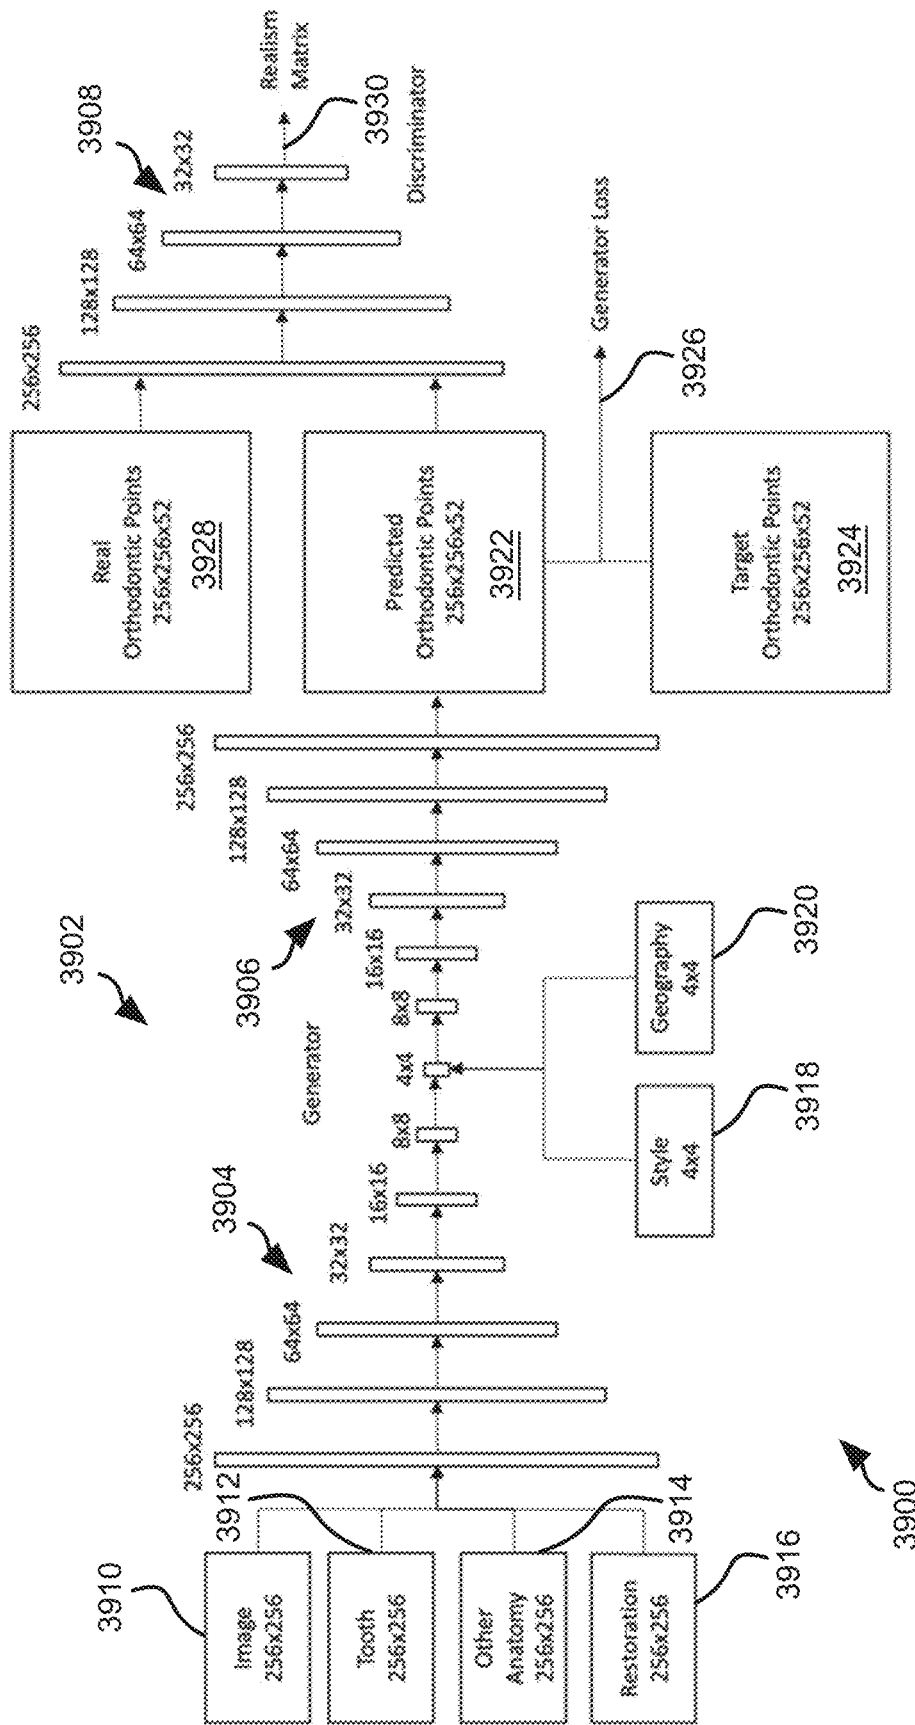 3910
Image
256x256
3912
Tooth
256x256
3914
Other
Anatomy
256x256
3916
Restoration
256x256
3900
256x256
128x128
64x64
3904
32x32
16x16
8x8
4x4
8x8
16x16
32x32
64x64
128x128
256x256
Generator
3902
3906
Style
4x4
3918
Geography
4x4
3920
Real
Orthodontic Points
256x256x52
3928
Predicted
Orthodontic Points
256x256x52
3922
Target
Orthodontic Points
256x256x52
3924
3926
Generator Loss
256x256
128x128
64x64
32x32
3908
Discriminator
3930
Realism
Matrix